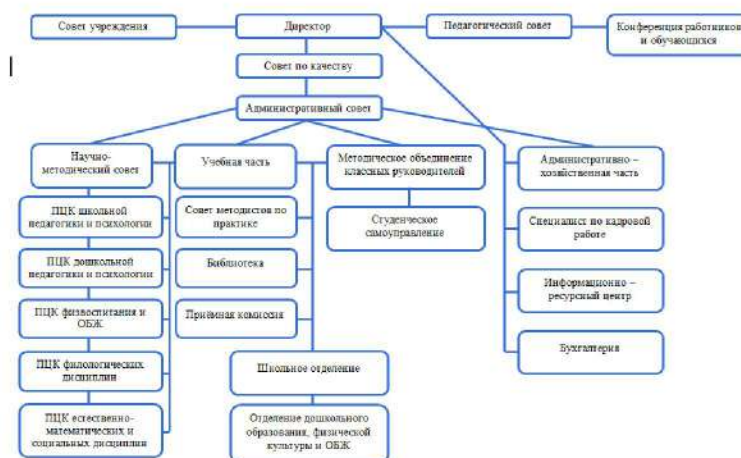 Совет учреждения
Директор
Педагогический совет
Конференция работников
и обучающихся
Совет по качеству
Административный совет
Научно-
методический совет
Учебная часть
Методическое объединение
классных руководителей
Административно –
хозяйственная часть
ПЦК школьной
педагогики и психологии
Совет методистов по
практике
Студенческое
самоуправление
Специалист по кадровой
работе
ПЦК дошкольной
педагогики и психологии
Библиотека
Информационно –
ресурсный центр
ПЦК физвоспитания и
ОБЖ
Приёмная комиссия
Бухгалтерия
ПЦК филологических
дисциплин
Школьное отделение
ПЦК естественно-
математических и
социальных дисциплин
Отделение дошкольного
образования, физической
культуры и ОБЖ